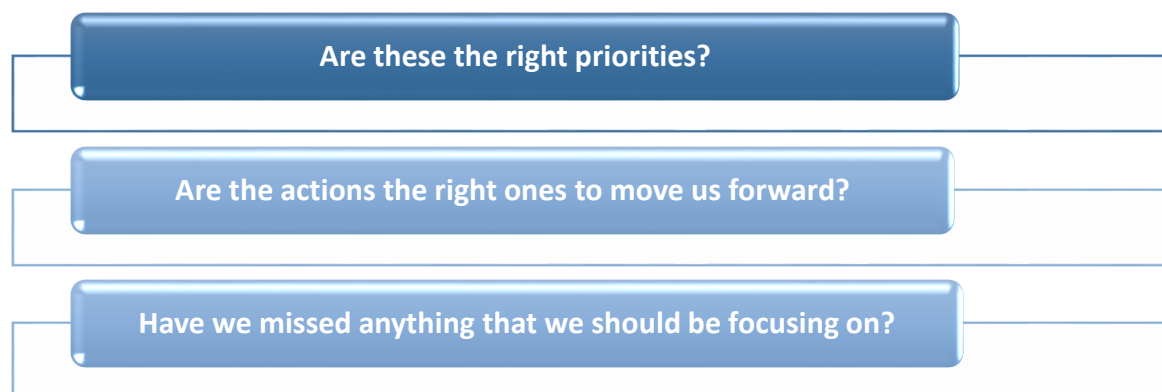 Are these the right priorities?
Are the actions the right ones to move us forward?
Have we missed anything that we should be focusing on?